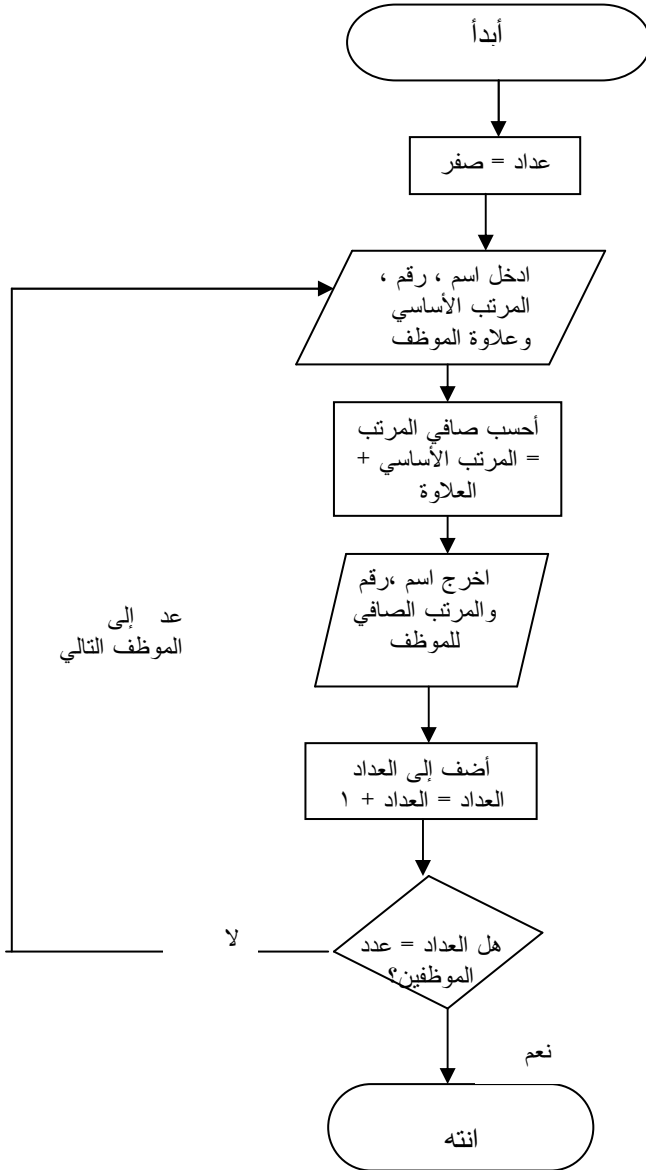 أبدأ
عداد = صفر
ادخل اسم ، رقم ،
المرتب الأساسي
وعلاوة الموظف
أحسب صافي المرتب
= المرتب الأساسي +
العلاوة
اخرج اسم ،رقم
والمرتب الصافي
للموظف
عد إلى
الموظف التالي
أضف إلى العداد
العداد = العداد + ١
هل العداد = عدد
الموظفين؟
لا
نعم
انته